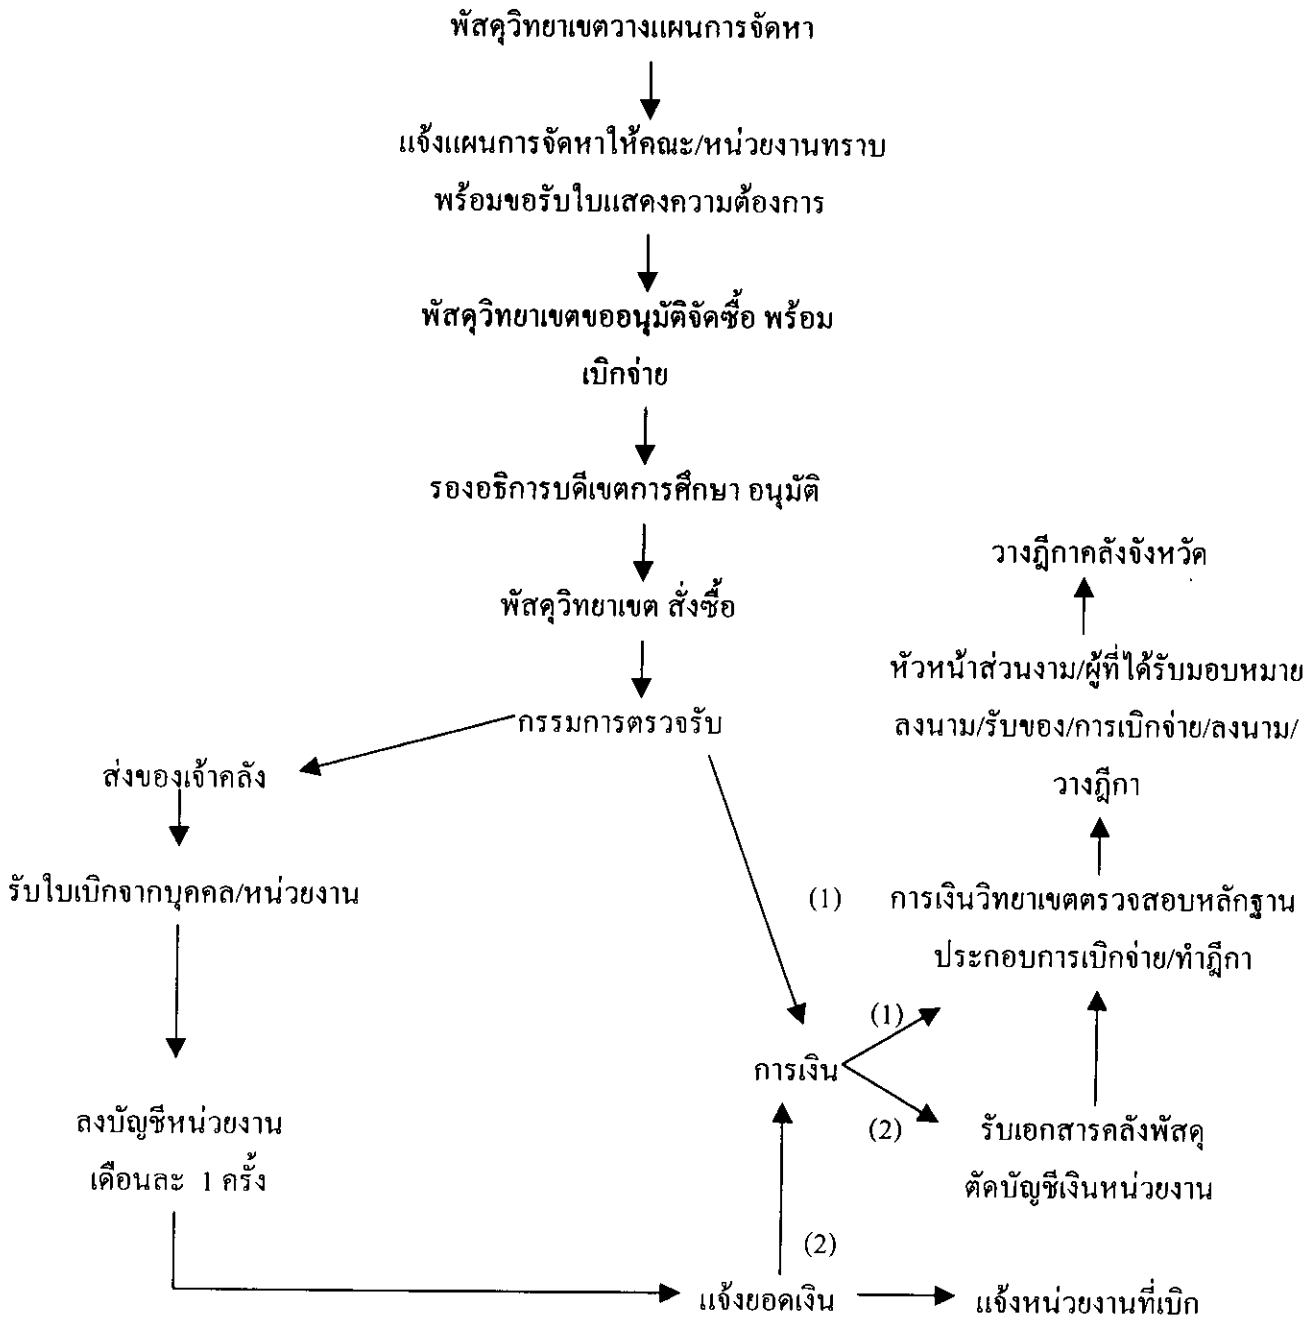 พัสดุวิทยาเขตวางแผนการจัดหา
แจ้งแผนการจัดหาให้คณะ/หน่วยงานทราบ
พร้อมขอรับใบแสดงความต้องการ
พัสดุวิทยาเขตขออนุมัติจัดซื้อ พร้อม
เบิกจ่าย
รองอธิการบดีเขตการศึกษา อนุมัติ
พัสดุวิทยาเขต สั่งซื้อ
กรรมการตรวจรับ
ส่งของเจ้าคลัง
รับใบเบิกจากบุคคล/หน่วยงาน
ลงบัญชีหน่วยงาน
เดือนละ 1 ครั้ง
แจ้งยอดเงิน
แจ้งหน่วยงานที่เบิก
(2)
การเงิน
(1)
(1)
(2)
รับเอกสารคลังพัสดุ
ตัดบัญชีเงินหน่วยงาน
การเงินวิทยาเขตตรวจสอบหลักฐาน
ประกอบการเบิกจ่าย/ทำฎีกา
หัวหน้าส่วนงาม/ผู้ที่ได้รับมอบหมาย
ลงนาม/รับของ/การเบิกจ่าย/ลงนาม/
วางฎีกา
วางฎีกาคลังจังหวัด